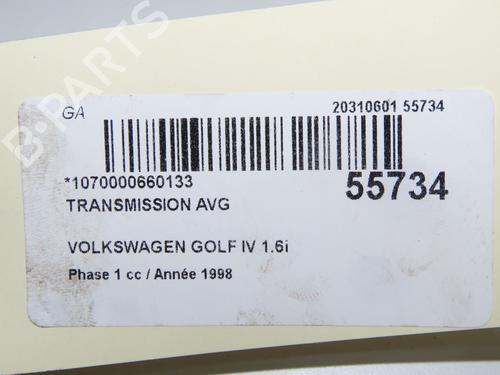 GA
20310601 55734
*1070000660133
55734
TRANSMISSION AVG
VOLKSWAGEN GOLF IV 1.6i
Phase 1 cc / Année 1998
B-PARTS